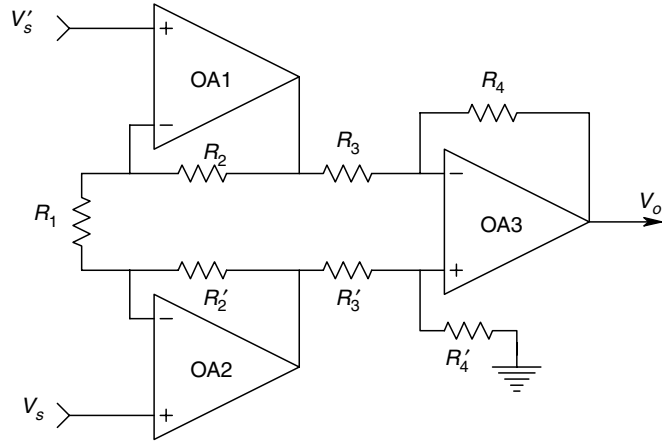 V's
+
OA1
−
R4
R2
R3
−
R1
OA3
Vo
+
R'2
R'3
−
R'4
OA2
Vs
+